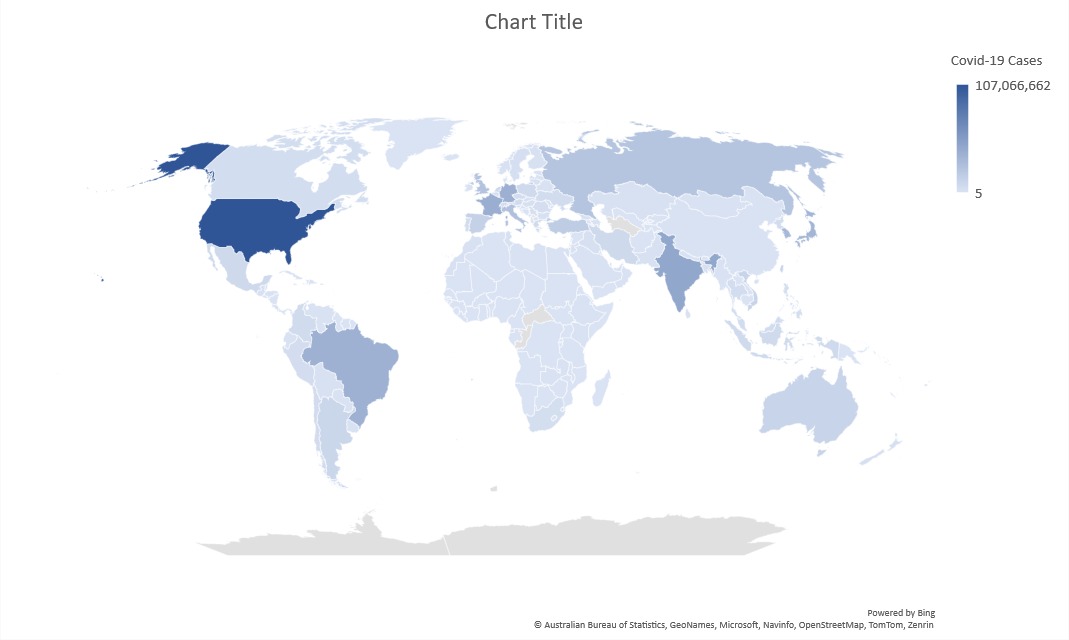 Chart Title
Covid-19 Cases
107,066,662
5
Powered by Bing
© Australian Bureau of Statistics, GeoNames, Microsoft, Navinfo, OpenStreetMap, TomTom, Zenrin